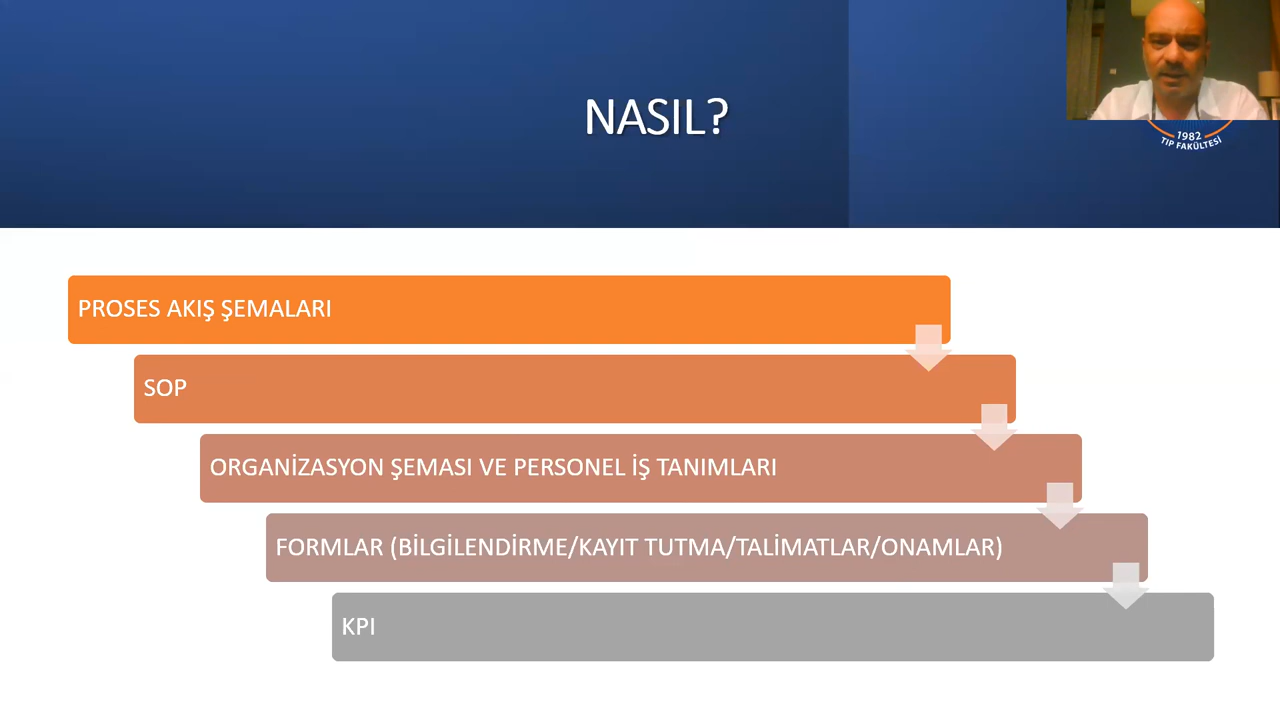 NASIL?
1982
TIP FAKÜLTESİ
PROSES AKIŞ ŞEMALARI
SOP
ORGANİZASYON ŞEMASI VE PERSONEL İŞ TANIMLARI
FORMLAR (BİLGİLENDİRME/KAYIT TUTMA/TALİMATLAR/ONAMLAR)
KPI